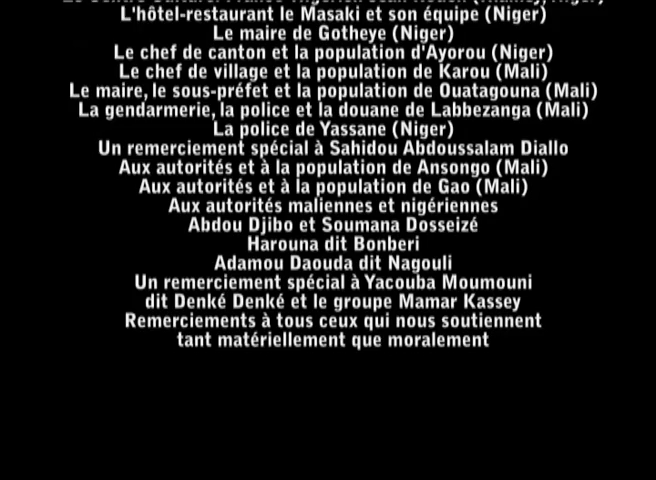 L'hôtel-restaurant le Masaki et son équipe (Niger)
Le maire de Gotheye (Niger)
Le chef de canton et la population d'Ayorou (Niger)
Le chef de village et la population de Karou (Mali)
Le maire, le sous-préfet et la population de Ouatagouna (Mali)
La gendarmerie, la police et la douane de Labbezanga (Mali)
La police de Yassane (Niger)
Un remerciement spécial à Sahidou Abdoussalam Diallo
Aux autorités et à la population de Ansongo (Mali)
Aux autorités et à la population de Gao (Mali)
Aux autorités maliennes et nigériennes
Abdou Djibo et Soumana Dosseizé
Harouna dit Bonberi
Adamou Daouda dit Nagouli
Un remerciement spécial à Yacouba Moumouni
dit Denké Denké et le groupe Mamar Kassey
Remerciements à tous ceux qui nous soutiennent
tant matériellement que moralement